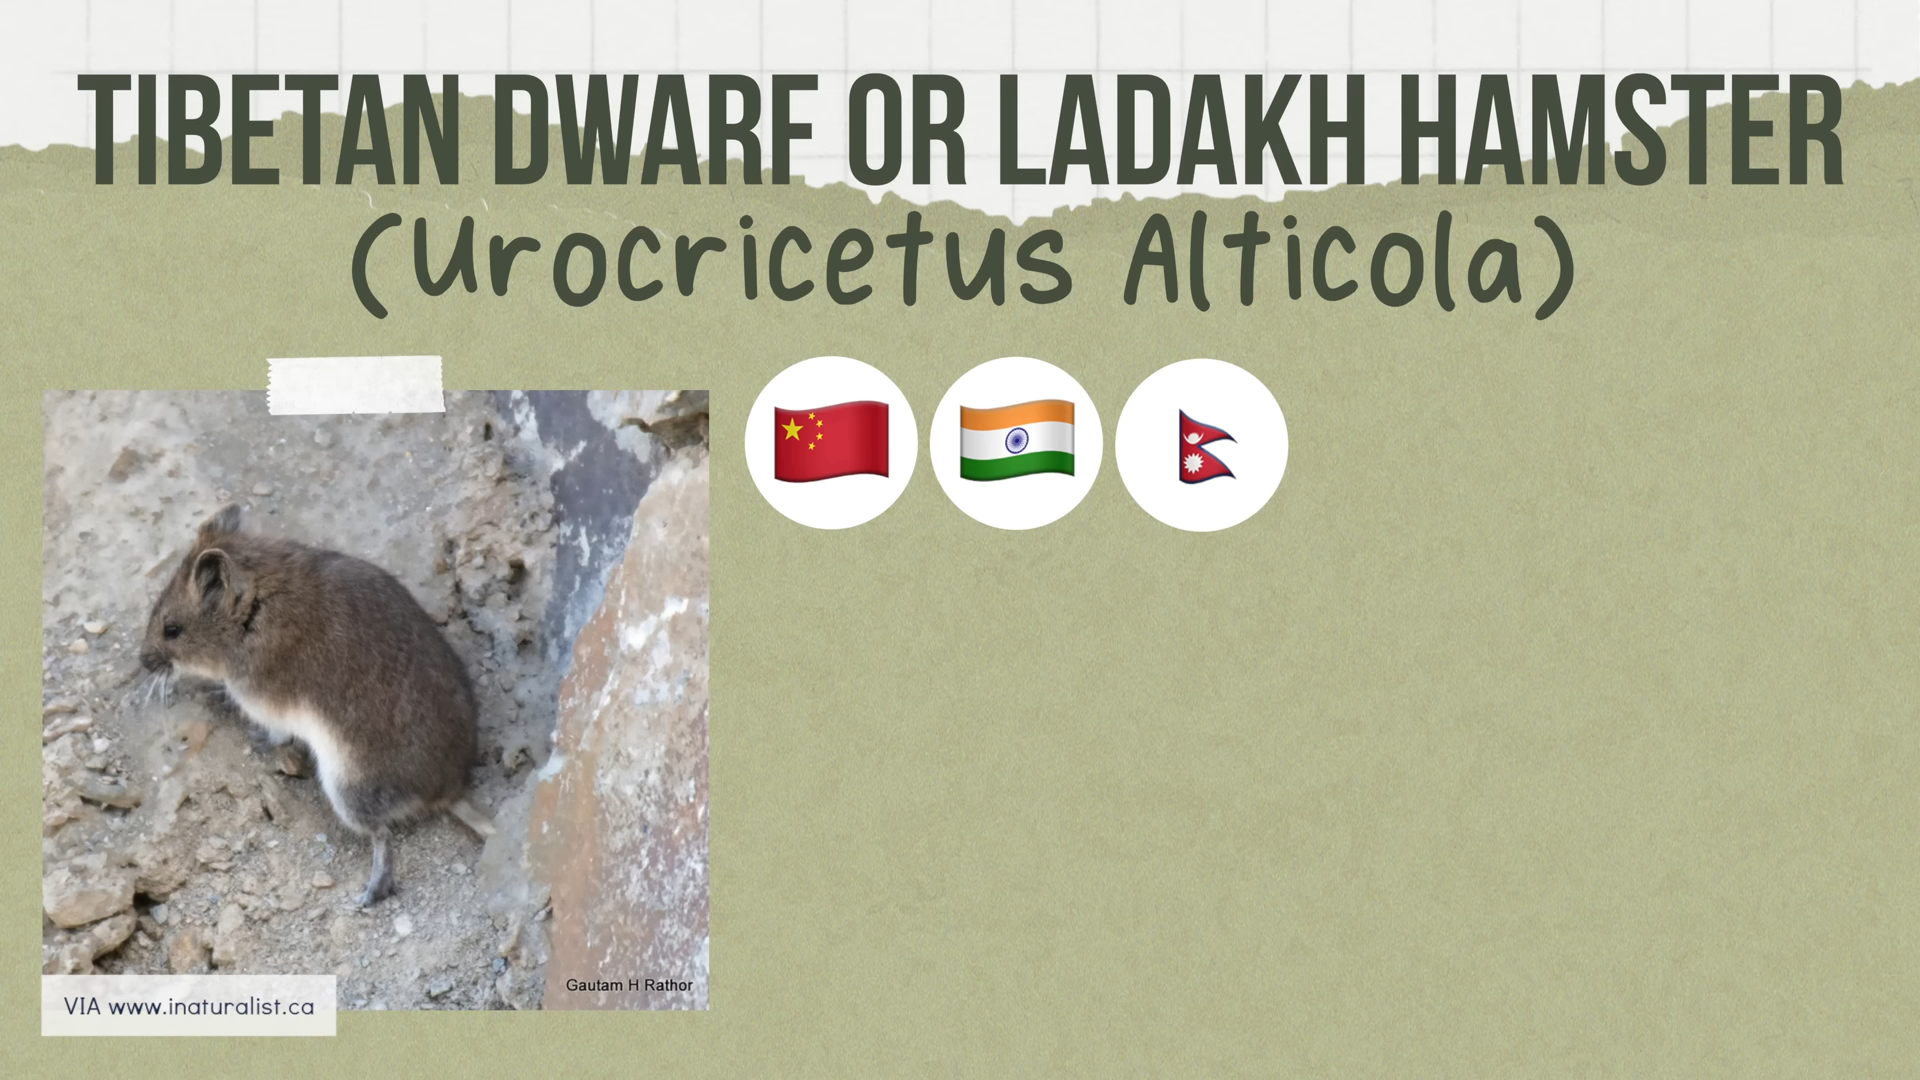 TIBETAN DWARF OR LADAKH HAMSTER
(Urocricetus Alticola)
Gautam H Rathor
VIA www.inaturalist.ca